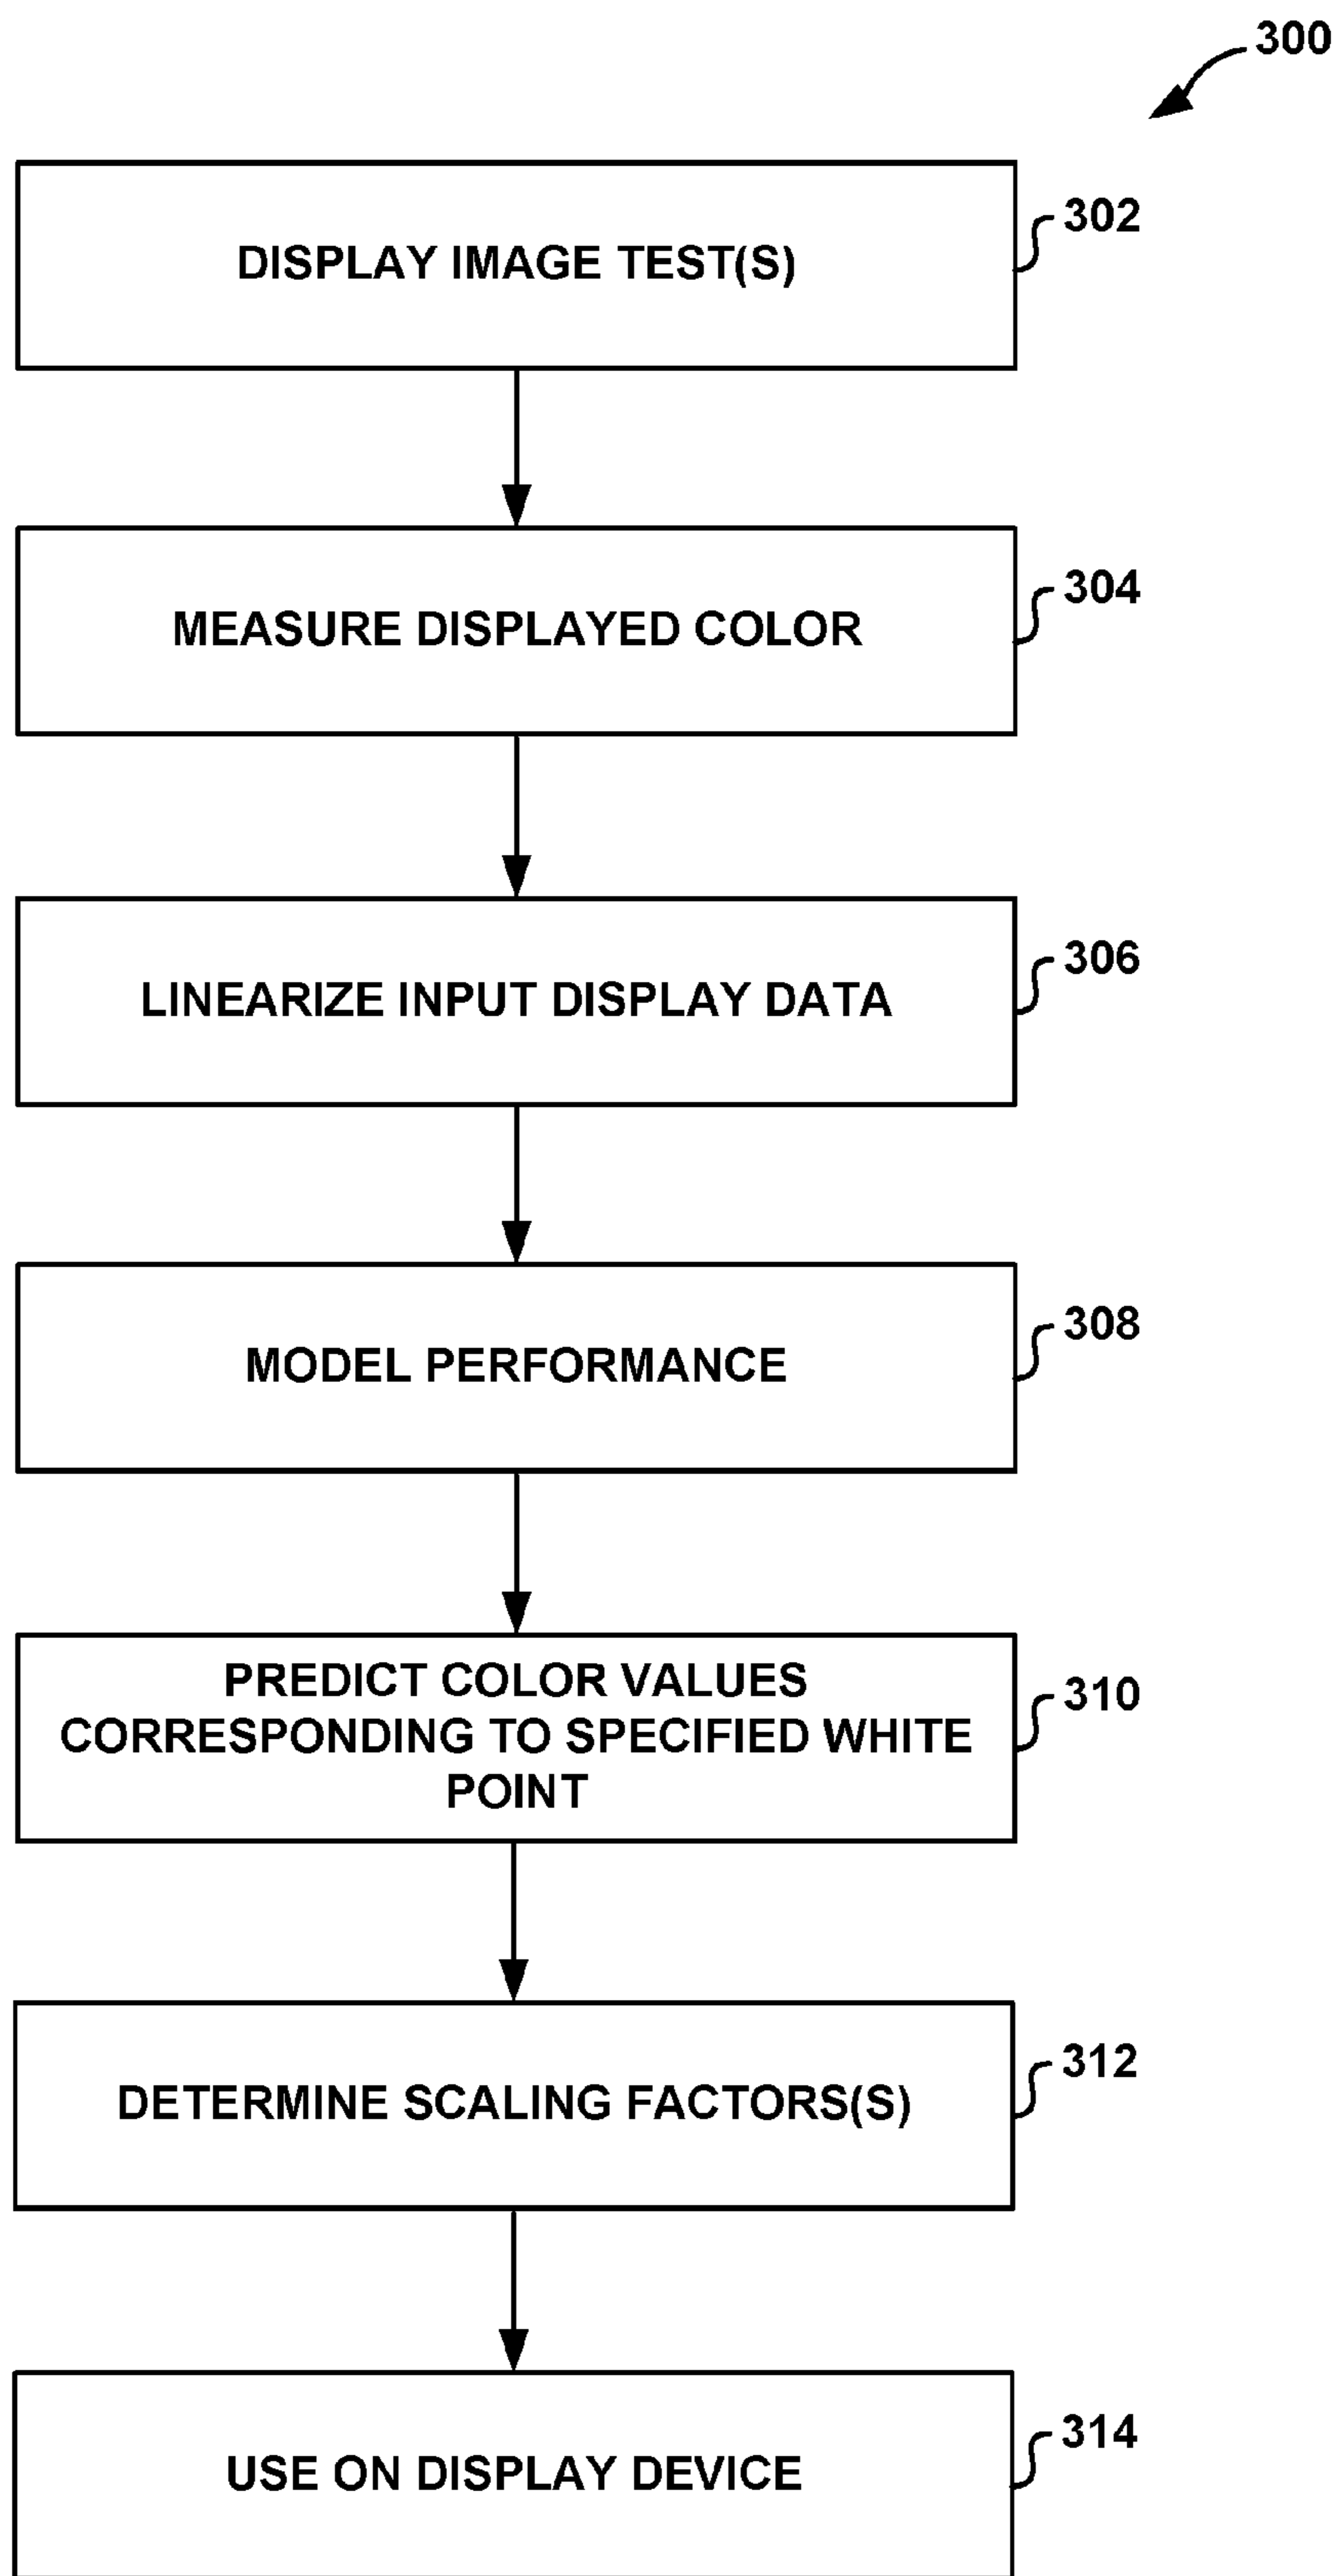 300
DISPLAY IMAGE TEST(S)
302
MEASURE DISPLAYED COLOR
304
LINEARIZE INPUT DISPLAY DATA
306
MODEL PERFORMANCE
308
PREDICT COLOR VALUES
CORRESPONDING TO SPECIFIED WHITE
POINT
310
DETERMINE SCALING FACTORS(S)
312
USE ON DISPLAY DEVICE
314